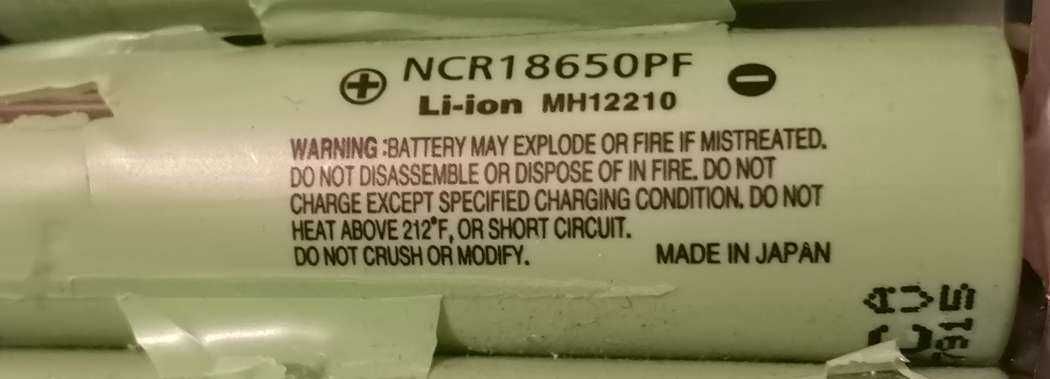 NCR18650PF
Li-ion MH12210
WARNING :BATTERY MAY EXPLODE OR FIRE IF MISTREATED.
DO NOT DISASSEMBLE OR DISPOSE OF IN FIRE. DO NOT
CHARGE EXCEPT SPECIFIED CHARGING CONDITION. DO NOT
HEAT ABOVE 212°F, OR SHORT CIRCUIT.
DO NOT CRUSH OR MODIFY.
MADE IN JAPAN